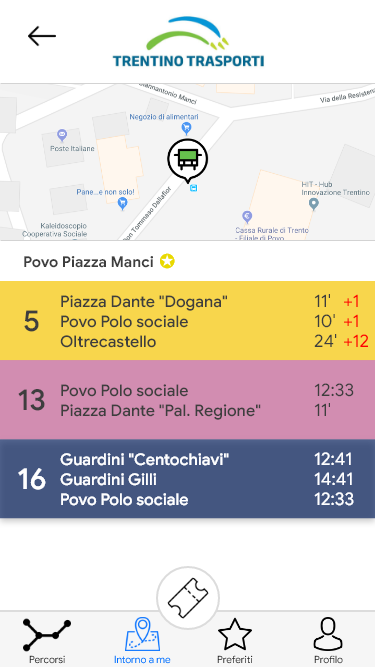 TRENTINO TRASPORTI
Giannantonio Manci
Via della Resistenza
Negozio di alimentari
Poste Italiane
Pane...e non solo!
HIT - Hub
Innovazione Trentino
Don Tommaso Dallafior
Kaleidoscopio
Cooperativa Sociale
Cassa Rurale di Trento
- Filiale di Povo
Povo Piazza Manci
5
Piazza Dante "Dogana" 11' +1
Povo Polo sociale 10' +1
Oltrecastello 24' +12
13
Povo Polo sociale 12:33
Piazza Dante "Pal. Regione" 11'
16
Guardini "Centochiavi" 12:41
Guardini Gilli 14:41
Povo Polo sociale 12:33
Percorsi Intorno a me Preferiti Profilo